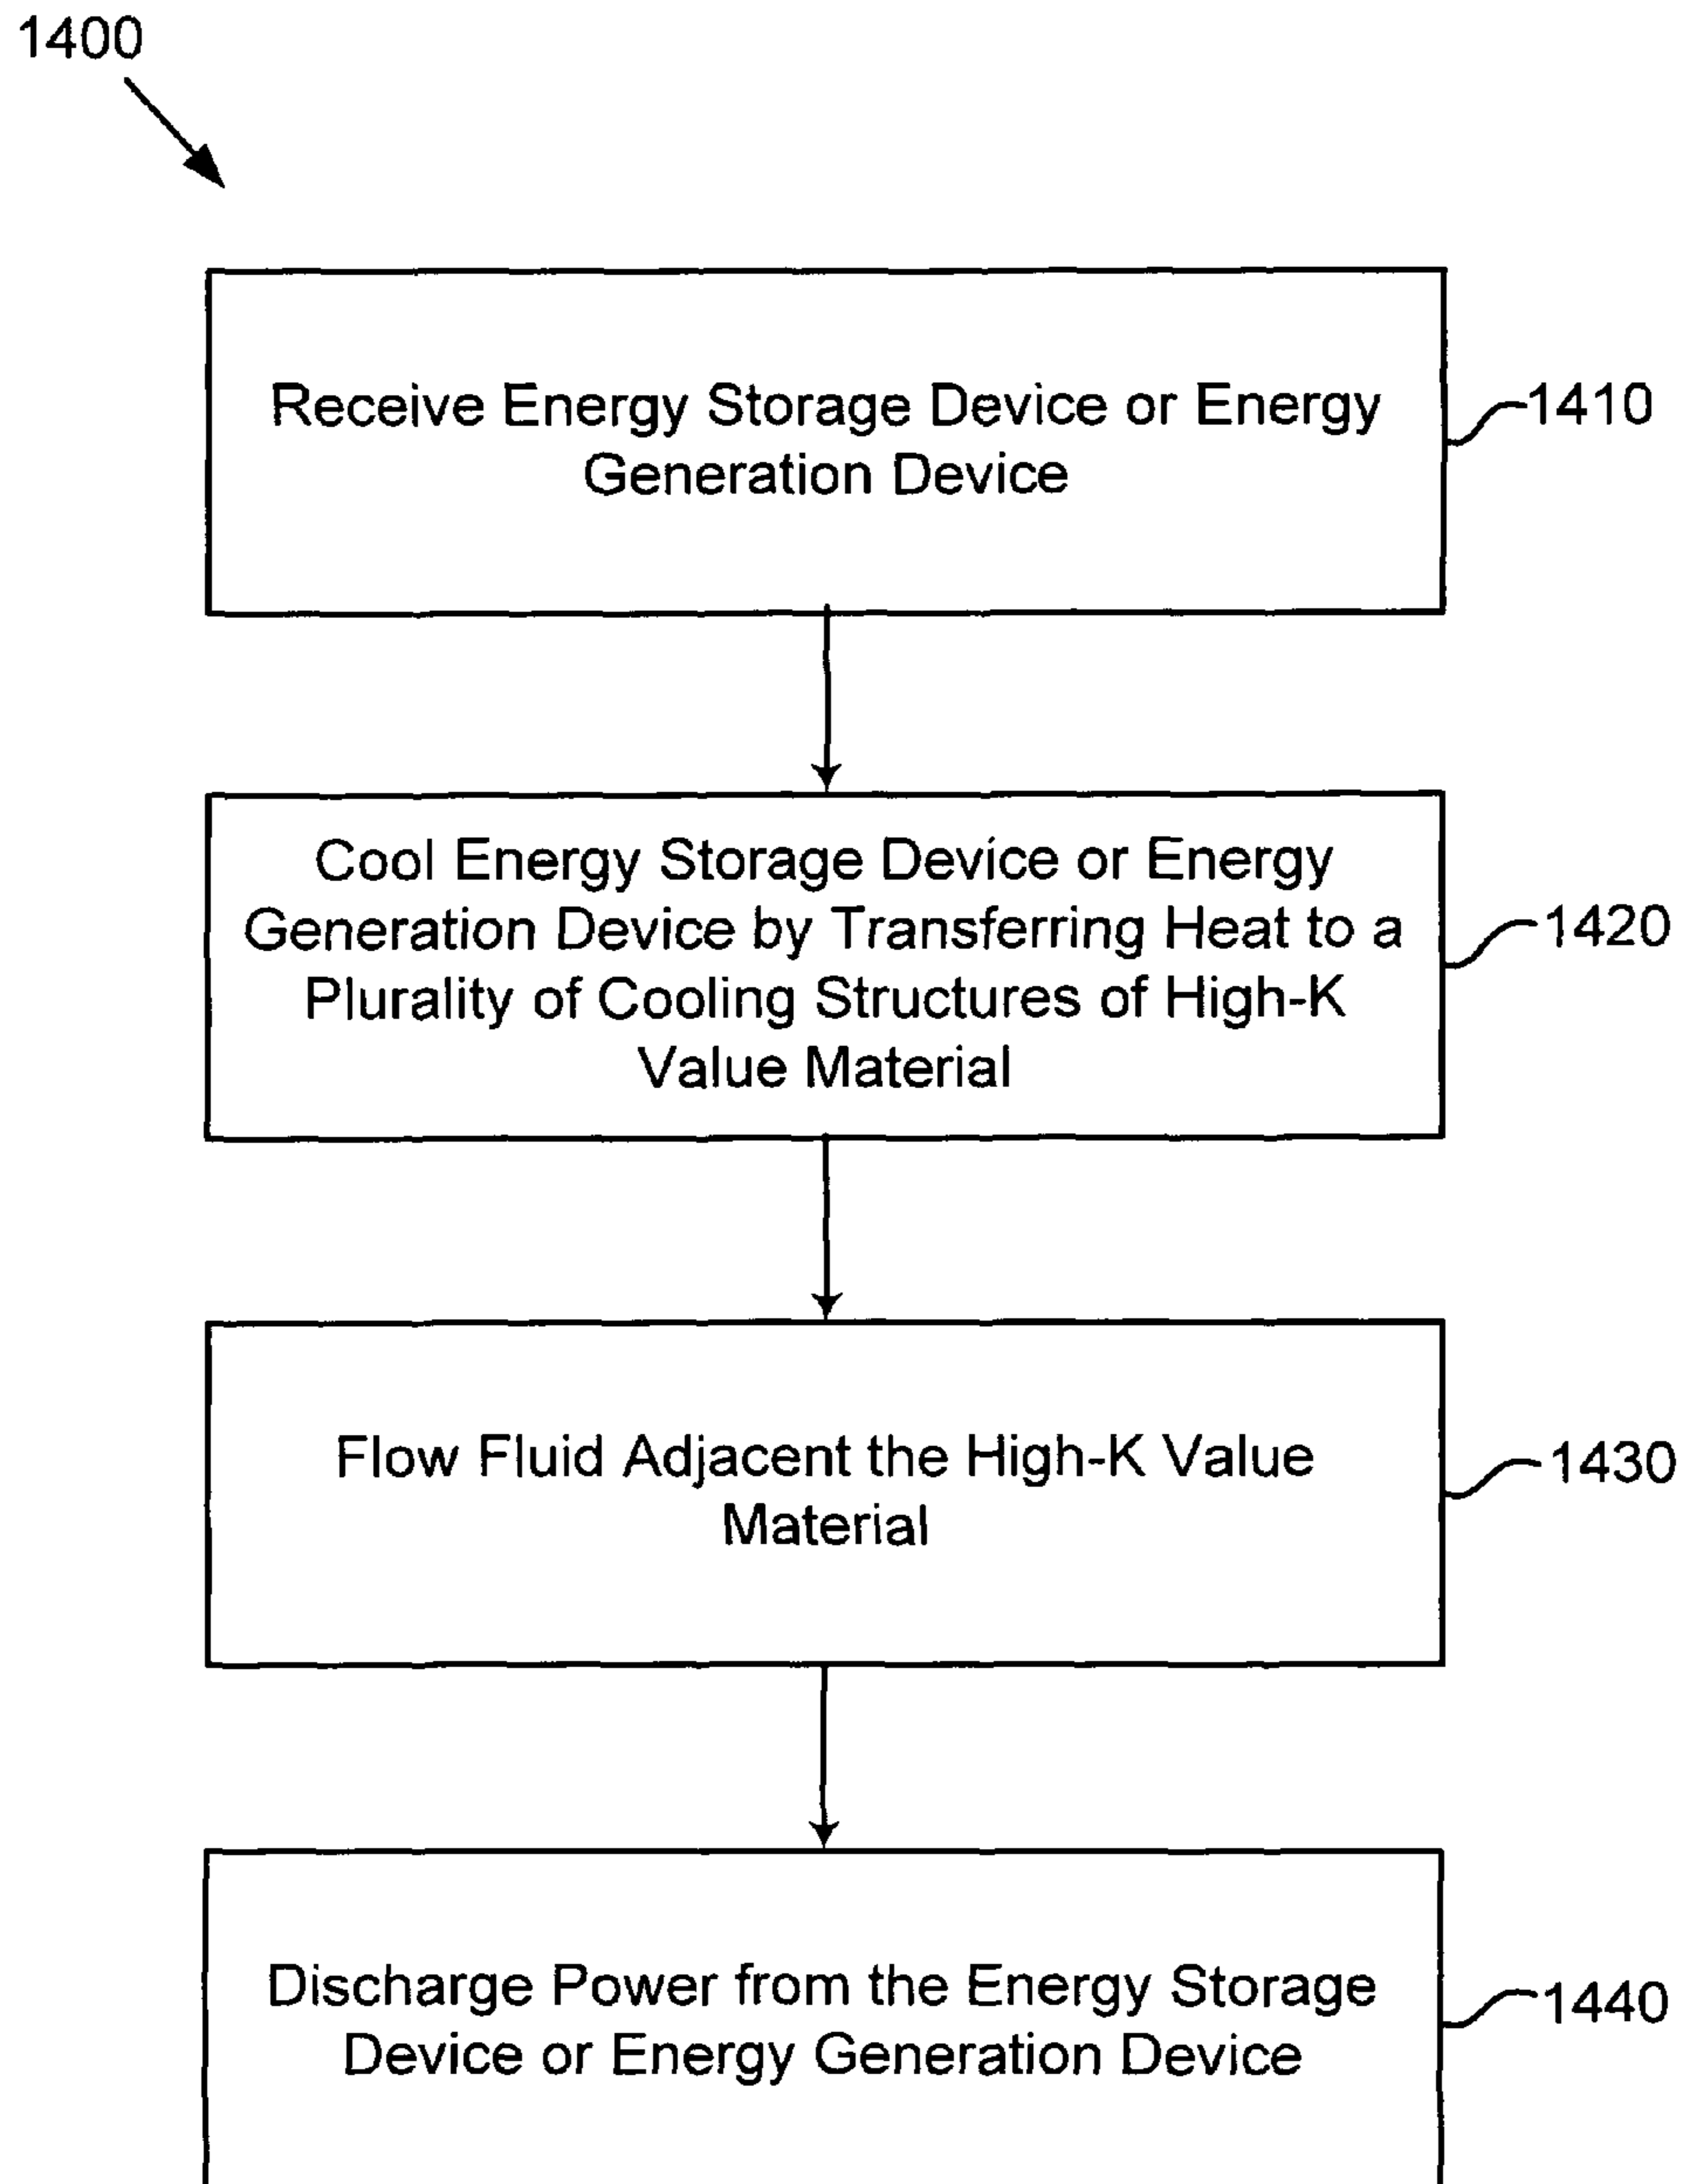 1400
Receive Energy Storage Device or Energy
Generation Device
1410
Cool Energy Storage Device or Energy
Generation Device by Transferring Heat to a
Plurality of Cooling Structures of High-K
Value Material
1420
Flow Fluid Adjacent the High-K Value
Material
1430
Discharge Power from the Energy Storage
Device or Energy Generation Device
1440